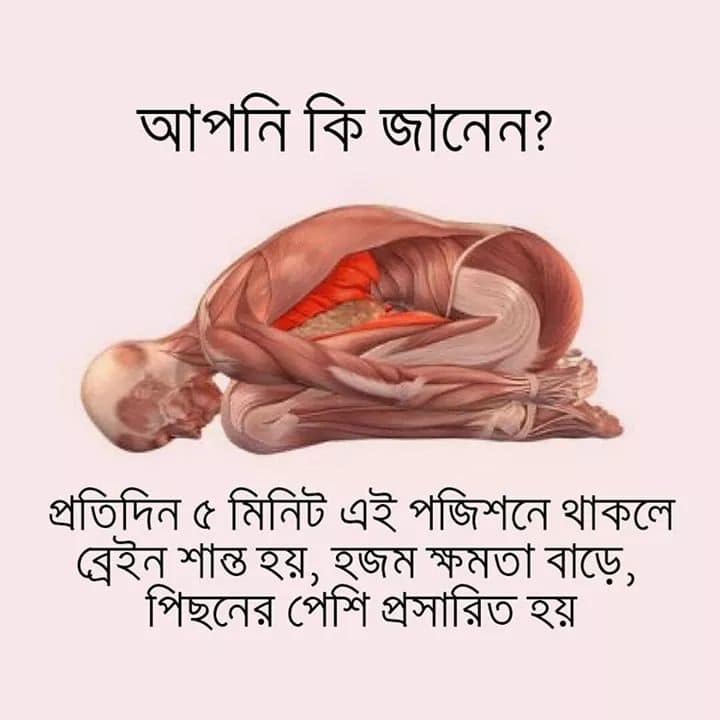 আপনি কি জানেন?
প্রতিদিন ৫ মিনিট এই পজিশনে থাকলে
ব্রেইন শান্ত হয়, হজম ক্ষমতা বাড়ে,
পিছনের পেশি প্রসারিত হয়